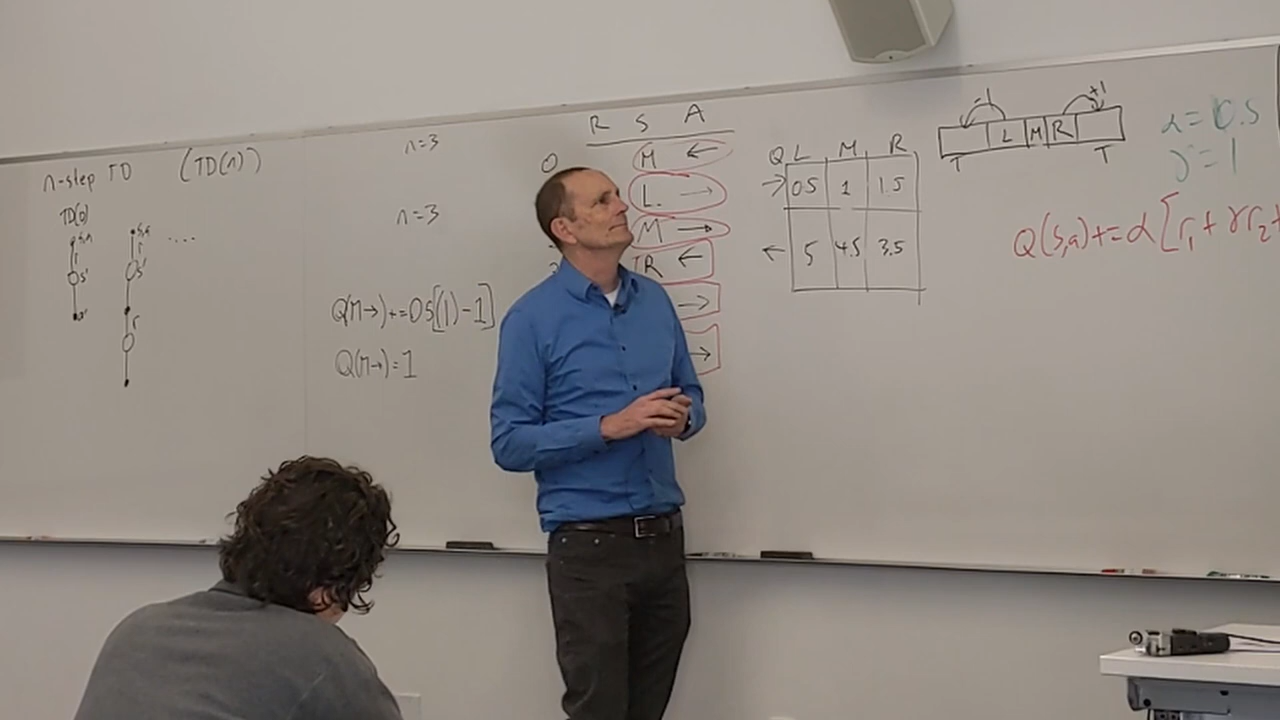 n-step TD (TD(n))
TD(0)
s,a
r
s'
a'
s,a
r
s'
r
....
n=3
n=3
Q(M→)+=0.5[(1)-1]
Q(M→)=1
R S A
0
M ←
L. →
M →
R ←
→
→
Q L M R
→ 0.5 1 1.5
← 5 4.5 3.5
-1 +1
L M R
T T
α=0.5
γ=1
Q(s,a)+=α[r₁+γr₂+